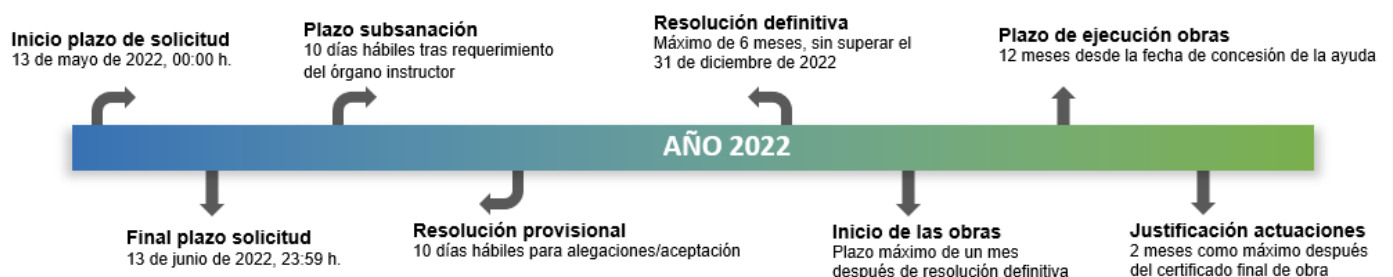 Inicio plazo de solicitud
13 de mayo de 2022, 00:00 h.
Plazo subsanación
10 días hábiles tras requerimiento
del órgano instructor
Resolución definitiva
Máximo de 6 meses, sin superar el
31 de diciembre de 2022
Plazo de ejecución obras
12 meses desde la fecha de concesión de la ayuda
AÑO 2022
Final plazo solicitud
13 de junio de 2022, 23:59 h.
Resolución provisional
10 días hábiles para alegaciones/aceptación
Inicio de las obras
Plazo máximo de un mes
después de resolución definitiva
Justificación actuaciones
2 meses como máximo después
del certificado final de obra